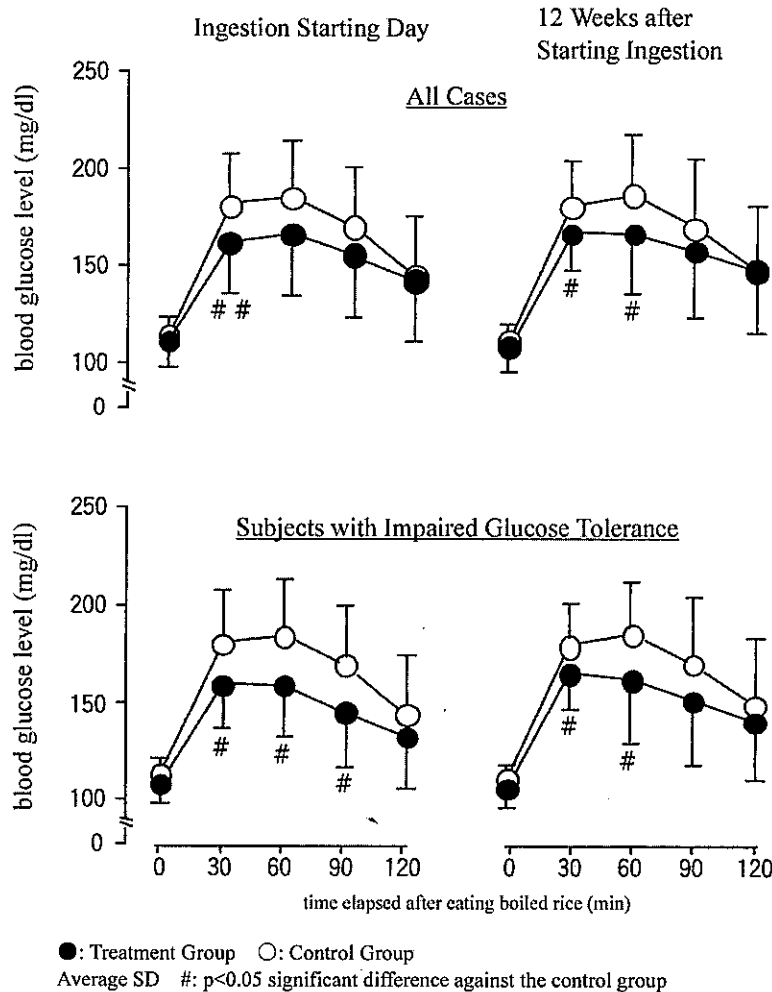 Ingestion Starting Day
12 Weeks after
Starting Ingestion
All Cases
blood glucose level (mg/dl)
250
200
150
100
0
# #
#
#
Subjects with Impaired Glucose Tolerance
blood glucose level (mg/dl)
250
200
150
100
0
#
#
#
#
#
0 30 60 90 120
0 30 60 90 120
time elapsed after eating boiled rice (min)
●: Treatment Group ○: Control Group
Average SD #: p<0.05 significant difference against the control group